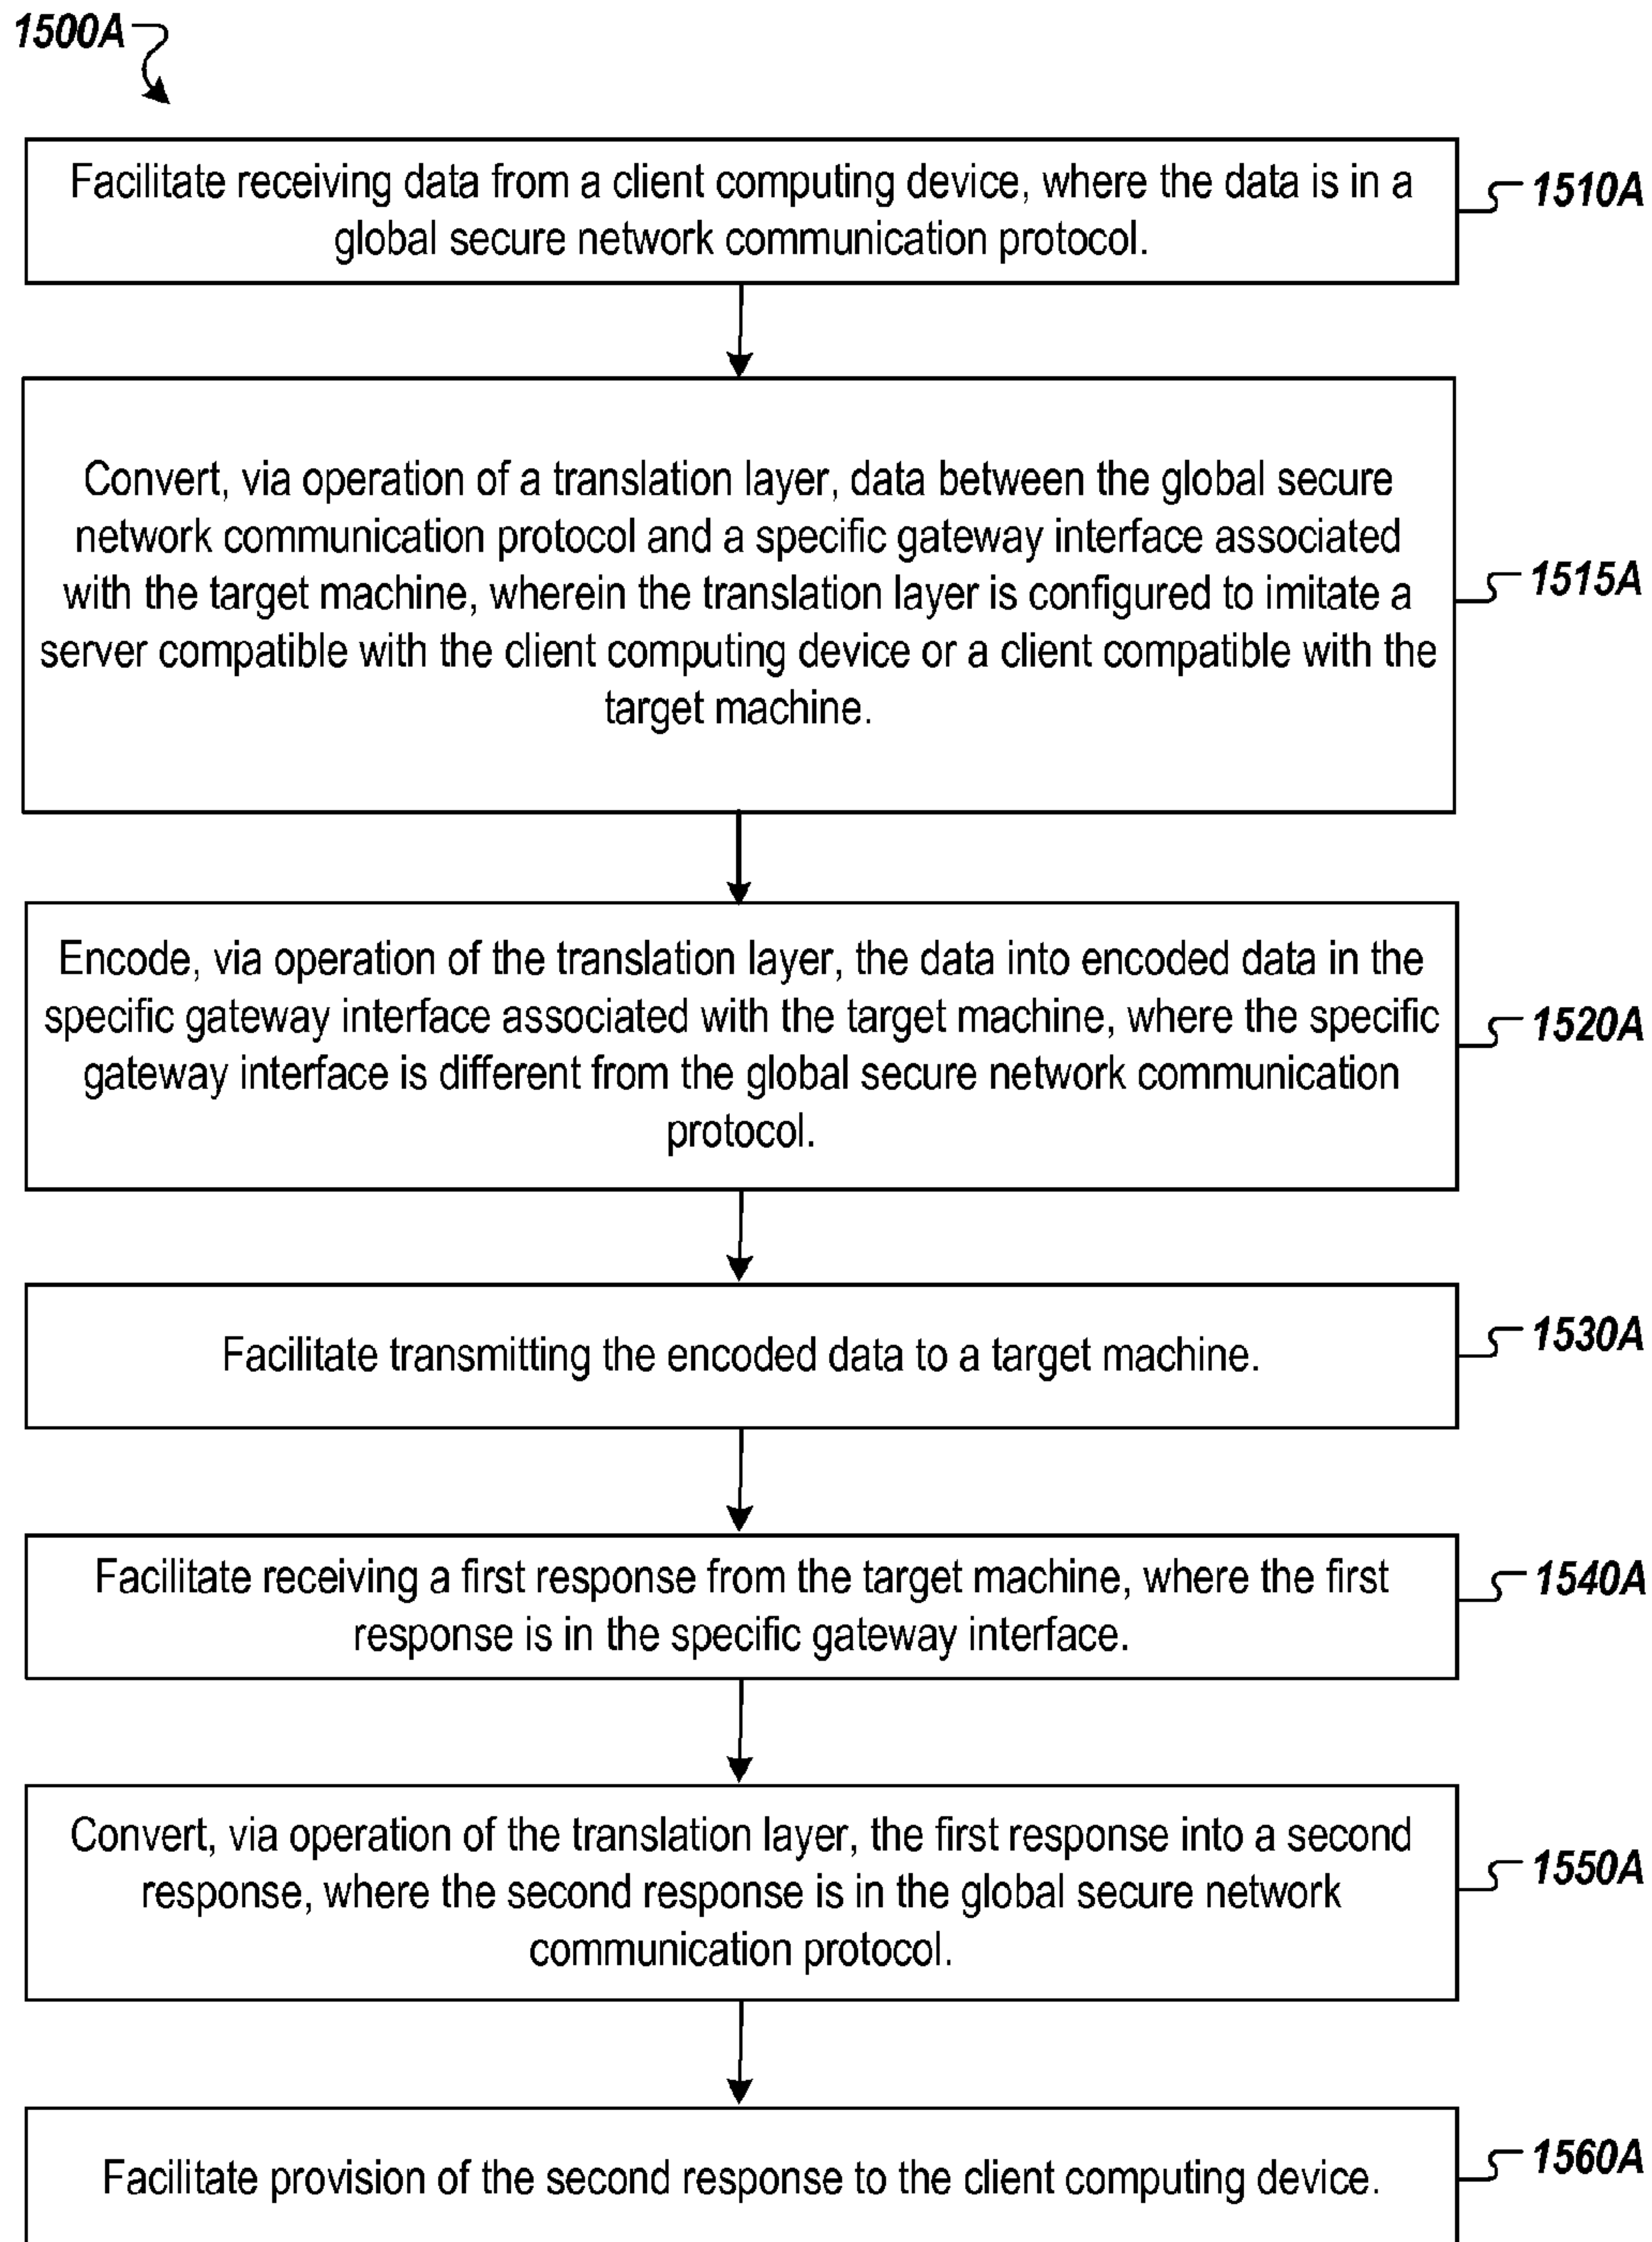 1500A
Facilitate receiving data from a client computing device, where the data is in a
global secure network communication protocol.
1510A
Convert, via operation of a translation layer, data between the global secure
network communication protocol and a specific gateway interface associated
with the target machine, wherein the translation layer is configured to imitate a
server compatible with the client computing device or a client compatible with the
target machine.
1515A
Encode, via operation of the translation layer, the data into encoded data in the
specific gateway interface associated with the target machine, where the specific
gateway interface is different from the global secure network communication
protocol.
1520A
Facilitate transmitting the encoded data to a target machine.
1530A
Facilitate receiving a first response from the target machine, where the first
response is in the specific gateway interface.
1540A
Convert, via operation of the translation layer, the first response into a second
response, where the second response is in the global secure network
communication protocol.
1550A
Facilitate provision of the second response to the client computing device.
1560A